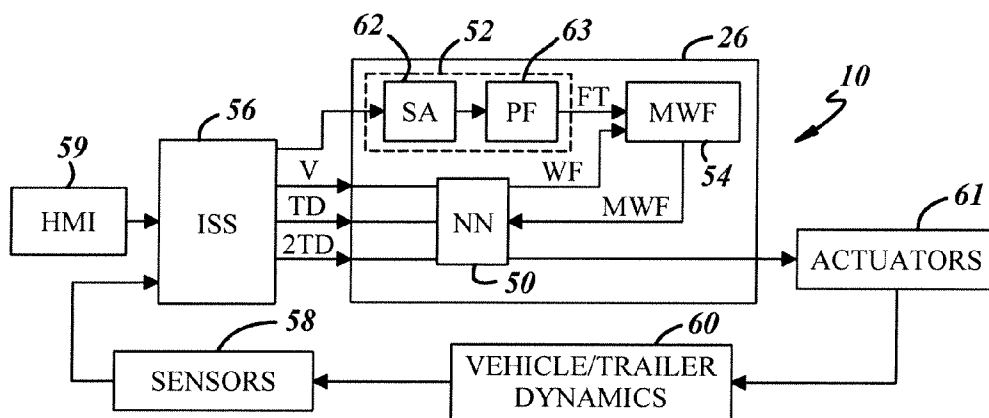 62
52
63
26
10
SA
PF
FT
MWF
56
59
V
WF
54
HMI
ISS
TD
NN
MWF
61
2TD
50
ACTUATORS
58
60
SENSORS
VEHICLE/TRAILER
DYNAMICS